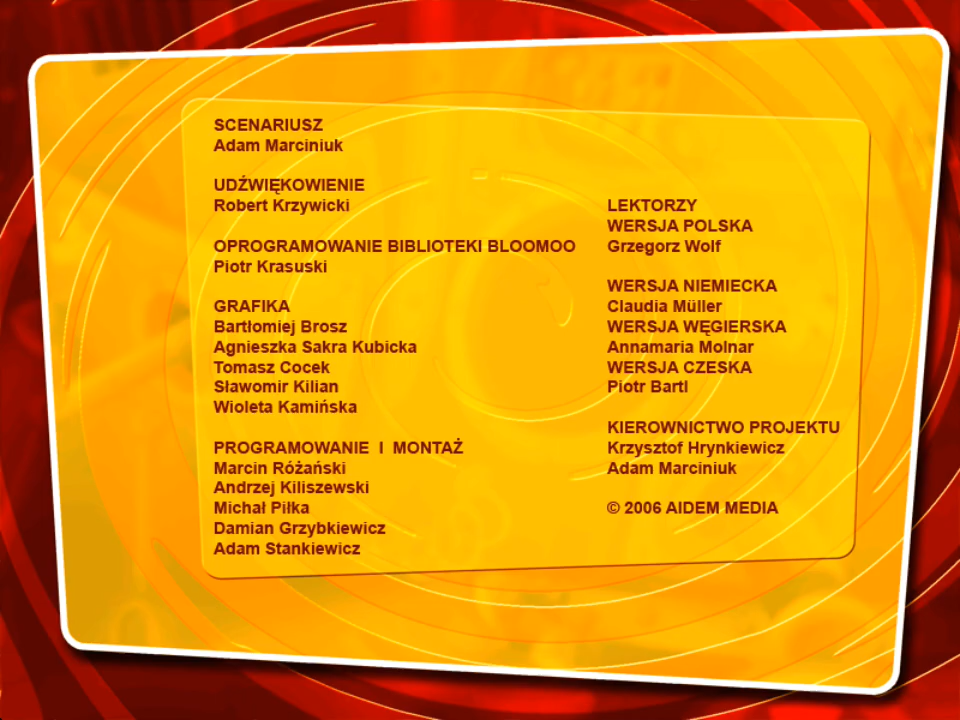 SCENARIUSZ
Adam Marciniuk
UDŹWIĘKOWIENIE
Robert Krzywicki
OPROGRAMOWANIE BIBLIOTEKI BLOOMOO
Piotr Krasuski
GRAFIKA
Bartłomiej Brosz
Agnieszka Sakra Kubicka
Tomasz Cocek
Sławomir Kilian
Wioleta Kamińska
PROGRAMOWANIE I MONTAŻ
Marcin Różański
Andrzej Kiliszewski
Michał Piłka
Damian Grzybkiewicz
Adam Stankiewicz
LEKTORZY
WERSJA POLSKA
Grzegorz Wolf
WERSJA NIEMIECKA
Claudia Müller
WERSJA WĘGIERSKA
Annamaria Molnar
WERSJA CZESKA
Piotr Bartl
KIEROWNICTWO PROJEKTU
Krzysztof Hrynkiewicz
Adam Marciniuk
© 2006 AIDEM MEDIA